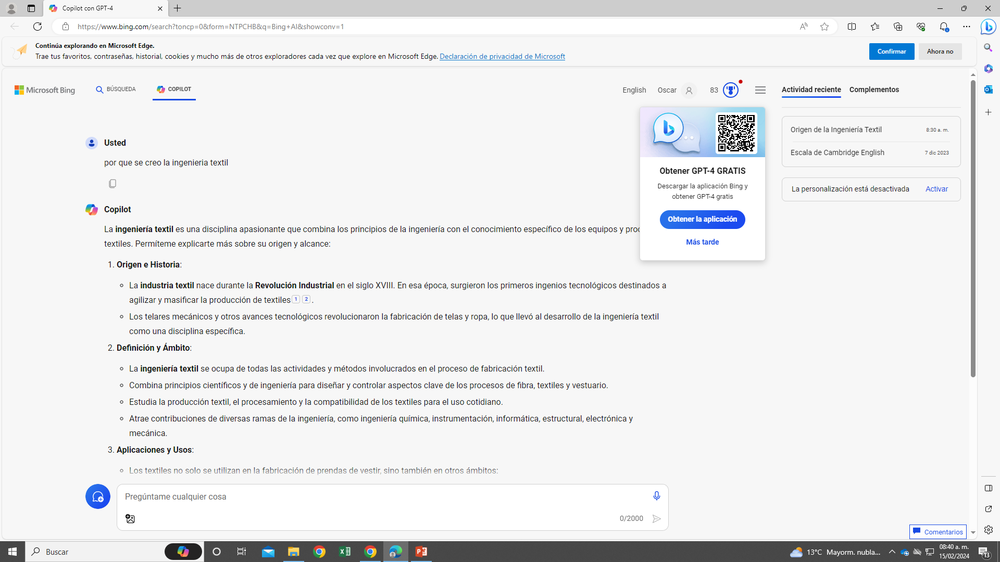 Copilot con GPT-4
https://www.bing.com/search?toncp=0&form=NTPCHB&q=Bing+AI&showconv=1
Continúa explorando en Microsoft Edge.
Trae tus favoritos, contraseñas, historial, cookies y mucho más de otros exploradores cada vez que explore en Microsoft Edge. Declaración de privacidad de Microsoft
Confirmar
Ahora no
Microsoft Bing
BÚSQUEDA
COPILOT
English
Oscar
83
Actividad reciente
Complementos
Origen de la Ingeniería Textil
8:30 a. m.
Escala de Cambridge English
7 dic 2023
La personalización está desactivada
Activar
Obtener GPT-4 GRATIS
Descargar la aplicación Bing y
obtener GPT-4 gratis
Obtener la aplicación
Más tarde
Usted
por que se creo la ingenieria textil
Copilot
La ingeniería textil es una disciplina apasionante que combina los principios de la ingeniería con el conocimiento específico de los equipos y
textiles. Permíteme explicarte más sobre su origen y alcance:
1. Origen e Historia:
La industria textil nace durante la Revolución Industrial en el siglo XVIII. En esa época, surgieron los primeros ingenios tecnológicos destinados a
agilizar y masificar la producción de textiles 1 2 .
Los telares mecánicos y otros avances tecnológicos revolucionaron la fabricación de telas y ropa, lo que llevó al desarrollo de la ingeniería textil
como una disciplina específica.
2. Definición y Ámbito:
La ingeniería textil se ocupa de todas las actividades y métodos involucrados en el proceso de fabricación textil.
Combina principios científicos y de ingeniería para diseñar y controlar aspectos clave de los procesos de fibra, textiles y vestuario.
Estudia la producción textil, el procesamiento y la compatibilidad de los textiles para el uso cotidiano.
Atrae contribuciones de diversas ramas de la ingeniería, como ingeniería química, instrumentación, informática, estructural, electrónica y
mecánica.
3. Aplicaciones y Usos:
Los textiles no solo se utilizan en la fabricación de prendas de vestir, sino también en otros ámbitos:
Pregúntame cualquier cosa
0/2000
Comentarios
Buscar
13°C Mayorm. nubla...
08:40 a. m.
15/02/2024
13